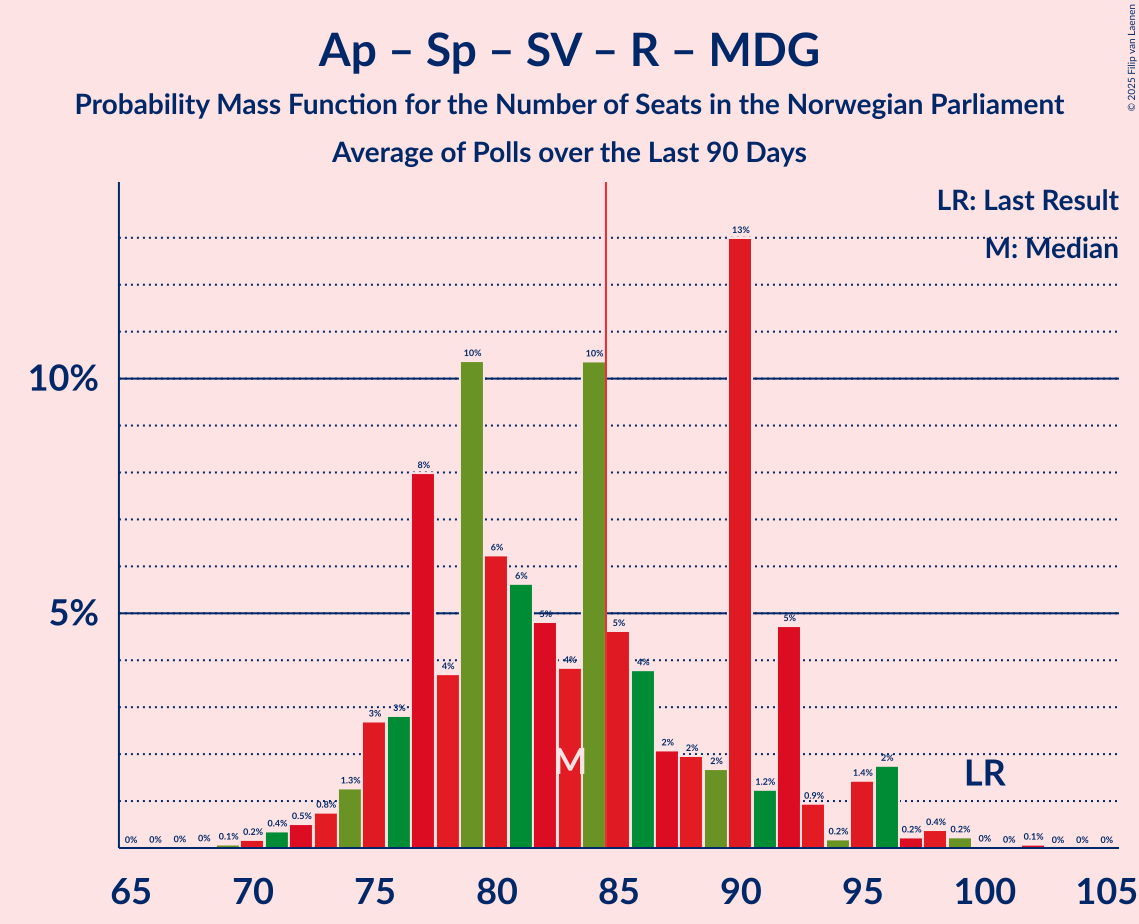 Ap – Sp – SV – R – MDG
Probability Mass Function for the Number of Seats in the Norwegian Parliament
Average of Polls over the Last 90 Days
© 2025 Filip van Laenen
LR: Last Result
M: Median
10%
5%
0% 0% 0% 0% 0.1% 0.2% 0.4% 0.5% 0.8% 1.3% 3% 3% 8% 4% 10% 6% 6% 5% 4% 10% 5% 4% 2% 2% 2% 13% 1.2% 5% 0.9% 0.2% 1.4% 2% 0.2% 0.4% 0.2% 0% 0% 0.1% 0% 0% 0%
M
LR
65 70 75 80 85 90 95 100 105